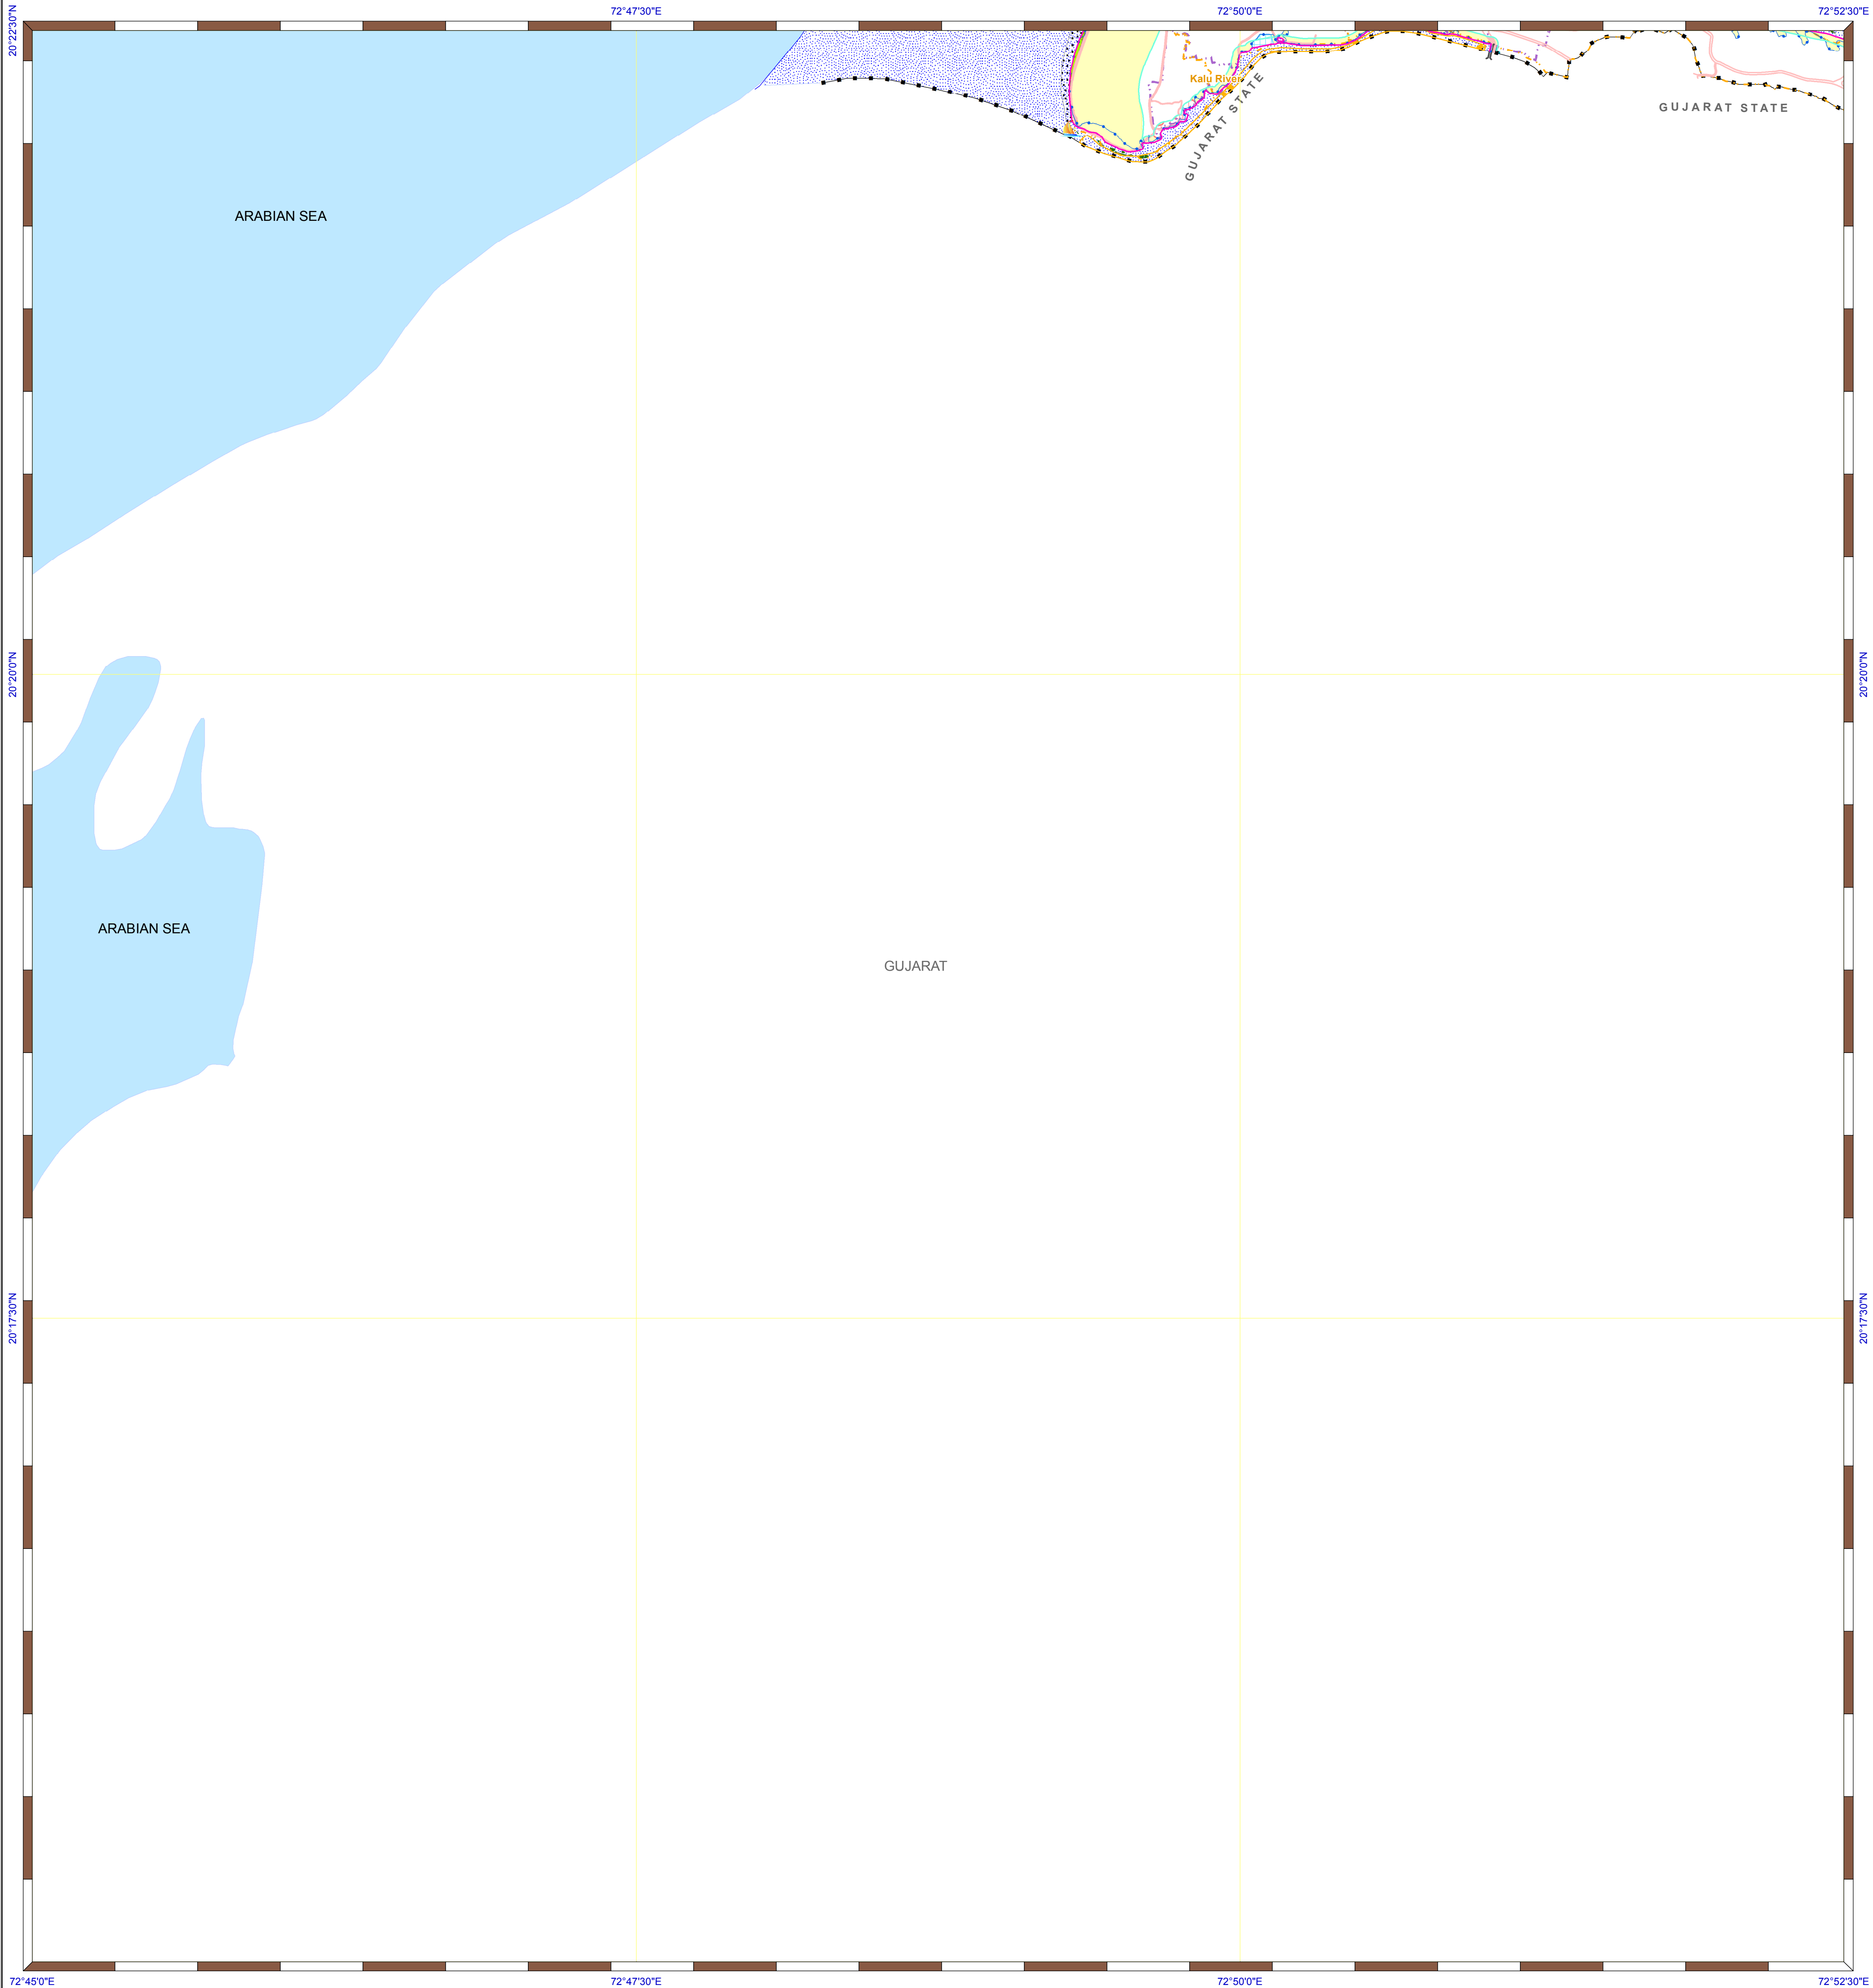 72°47'30"E
72°50'0"E
72°52'30"E
20°22'30"N
Kalu River
GUJARAT STATE
GUJARAT STATE
ARABIAN SEA
20°20'0"N
20°20'0"N
ARABIAN SEA
GUJARAT
20°17'30"N
20°17'30"N
72°45'0"E
72°47'30"E
72°50'0"E
72°52'30"E